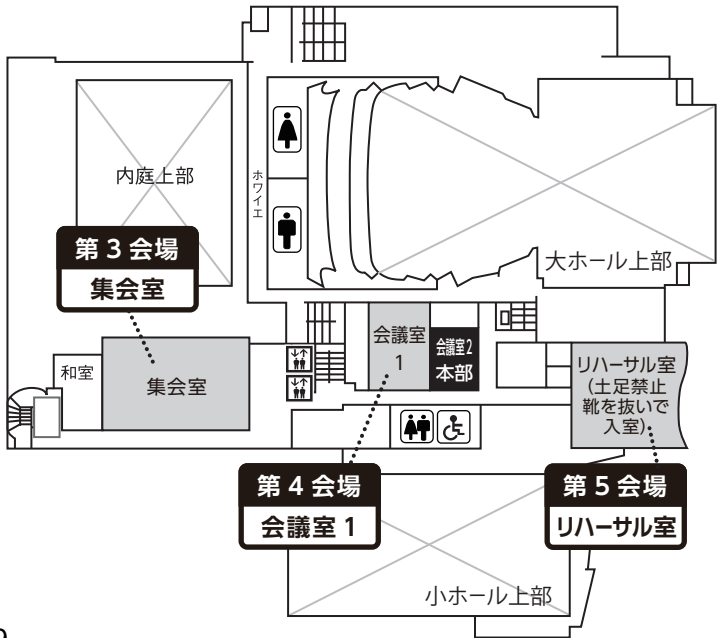 内庭上部
ホワイエ
大ホール上部
第3会場
集会室
和室
集会室
会議室
1
会議室2
本部
リハーサル室
(土足禁止
靴を抜いで
入室)
第4会場
会議室1
第5会場
リハーサル室
小ホール上部